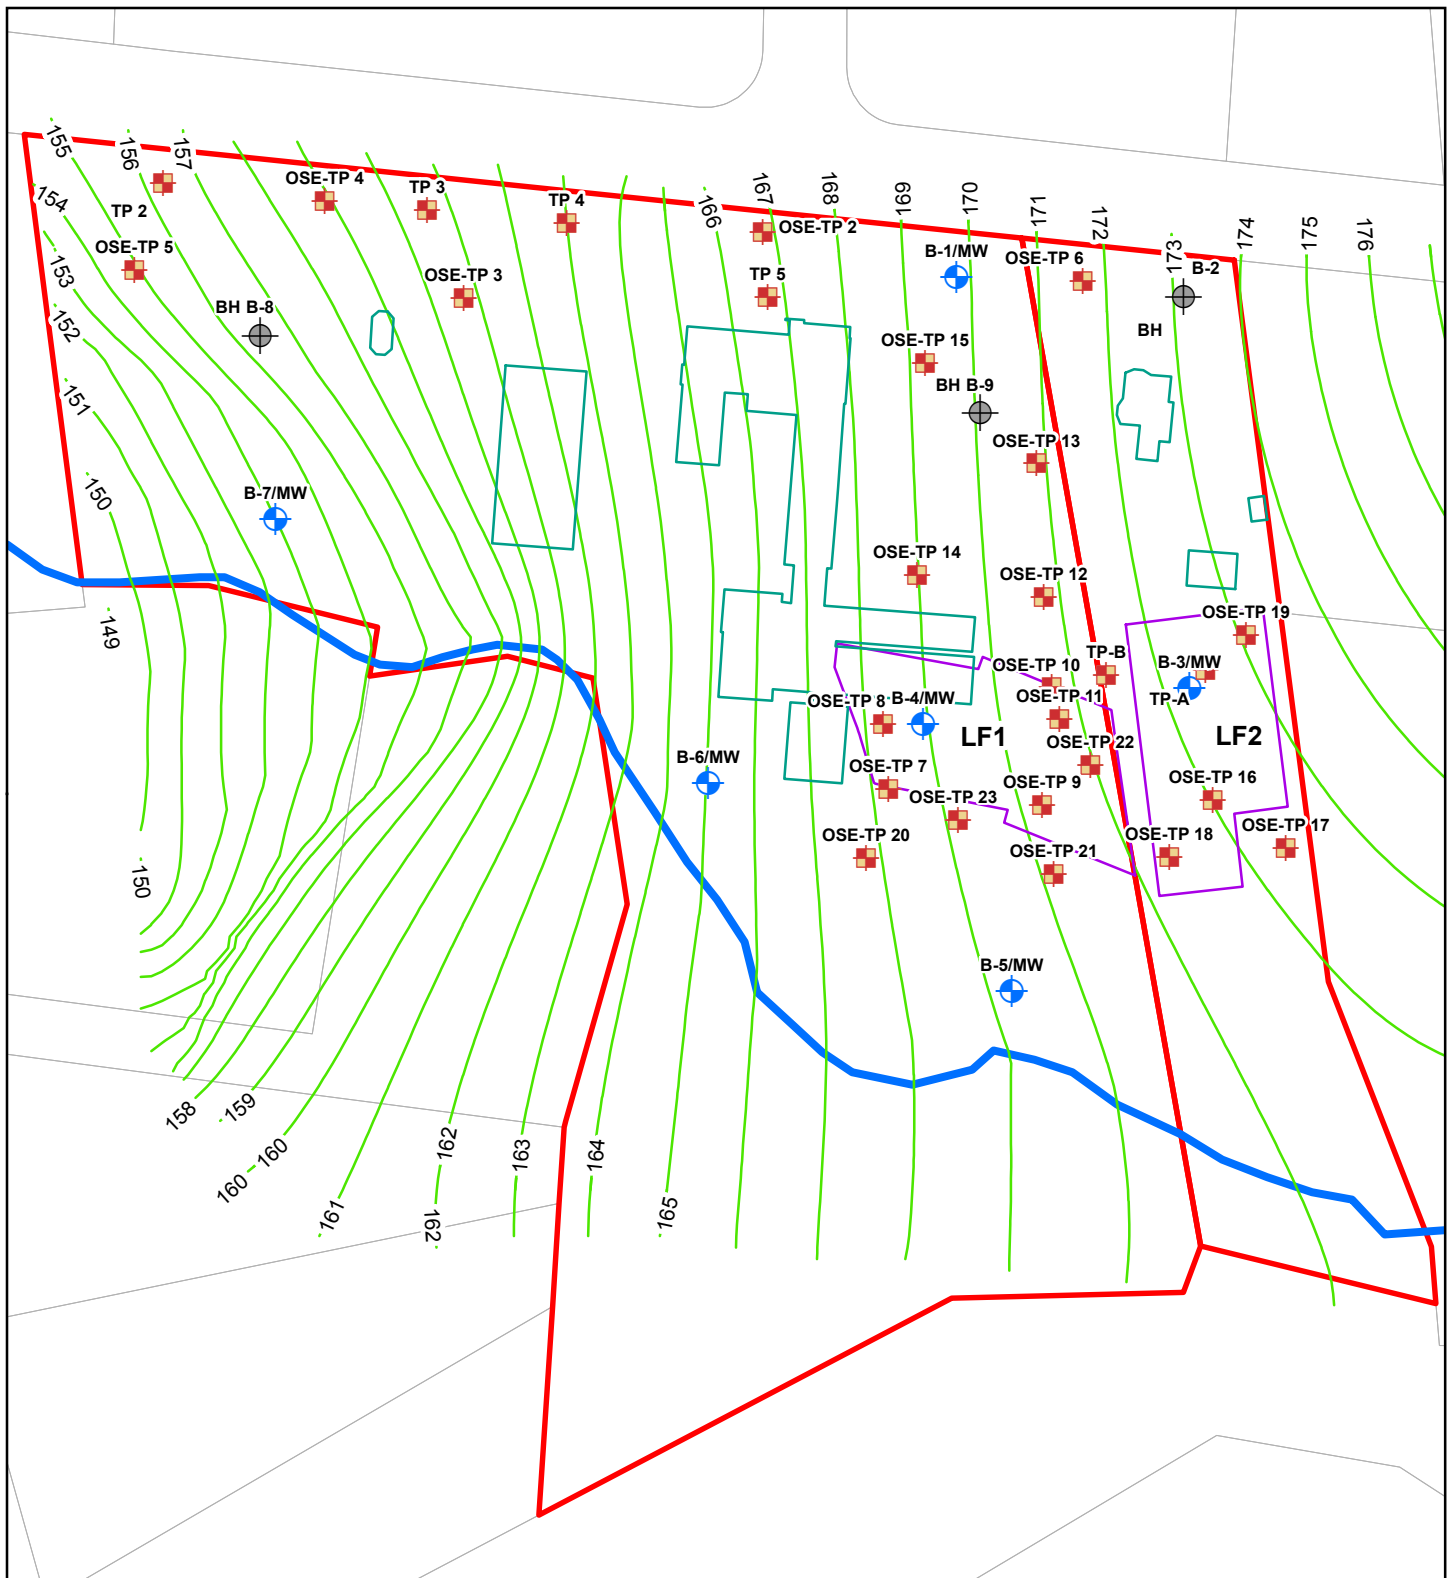 155
156
157
154
153
152
151
150
149
150
TP 2
OSE-TP 5
OSE-TP 4
TP 3
TP 4
OSE-TP 3
BH B-8
B-7/MW
166
167
168
169
170
171
172
173
174
175
176
OSE-TP 2
TP 5
B-1/MW
OSE-TP 6
B-2
BH
OSE-TP 15
BH B-9
OSE-TP 13
OSE-TP 14
OSE-TP 12
OSE-TP 19
TP-B
OSE-TP 10
B-3/MW
TP-A
OSE-TP 8
B-4/MW
OSE-TP 11
LF1
LF2
OSE-TP 22
B-6/MW
OSE-TP 7
OSE-TP 9
OSE-TP 16
OSE-TP 23
OSE-TP 20
OSE-TP 21
OSE-TP 18
OSE-TP 17
B-5/MW
158
159
160
160
161
162
162
163
164
165